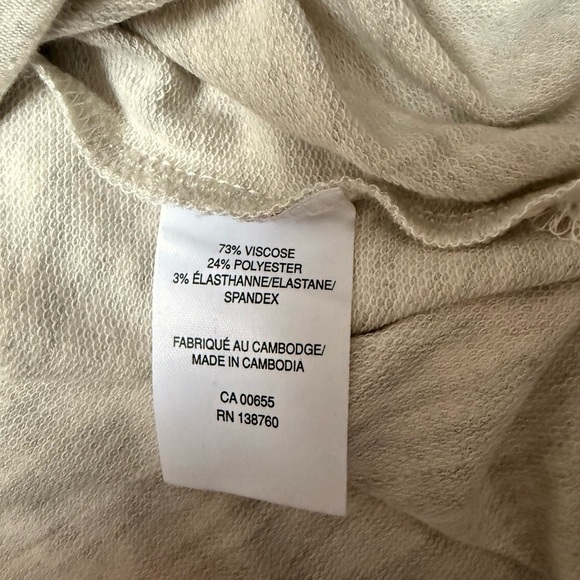 73% VISCOSE
24% POLYESTER
3% ÉLASTHANNE/ELASTANE/
SPANDEX
FABRIQUÉ AU CAMBODGE/
MADE IN CAMBODIA
CA 00655
RN 138760